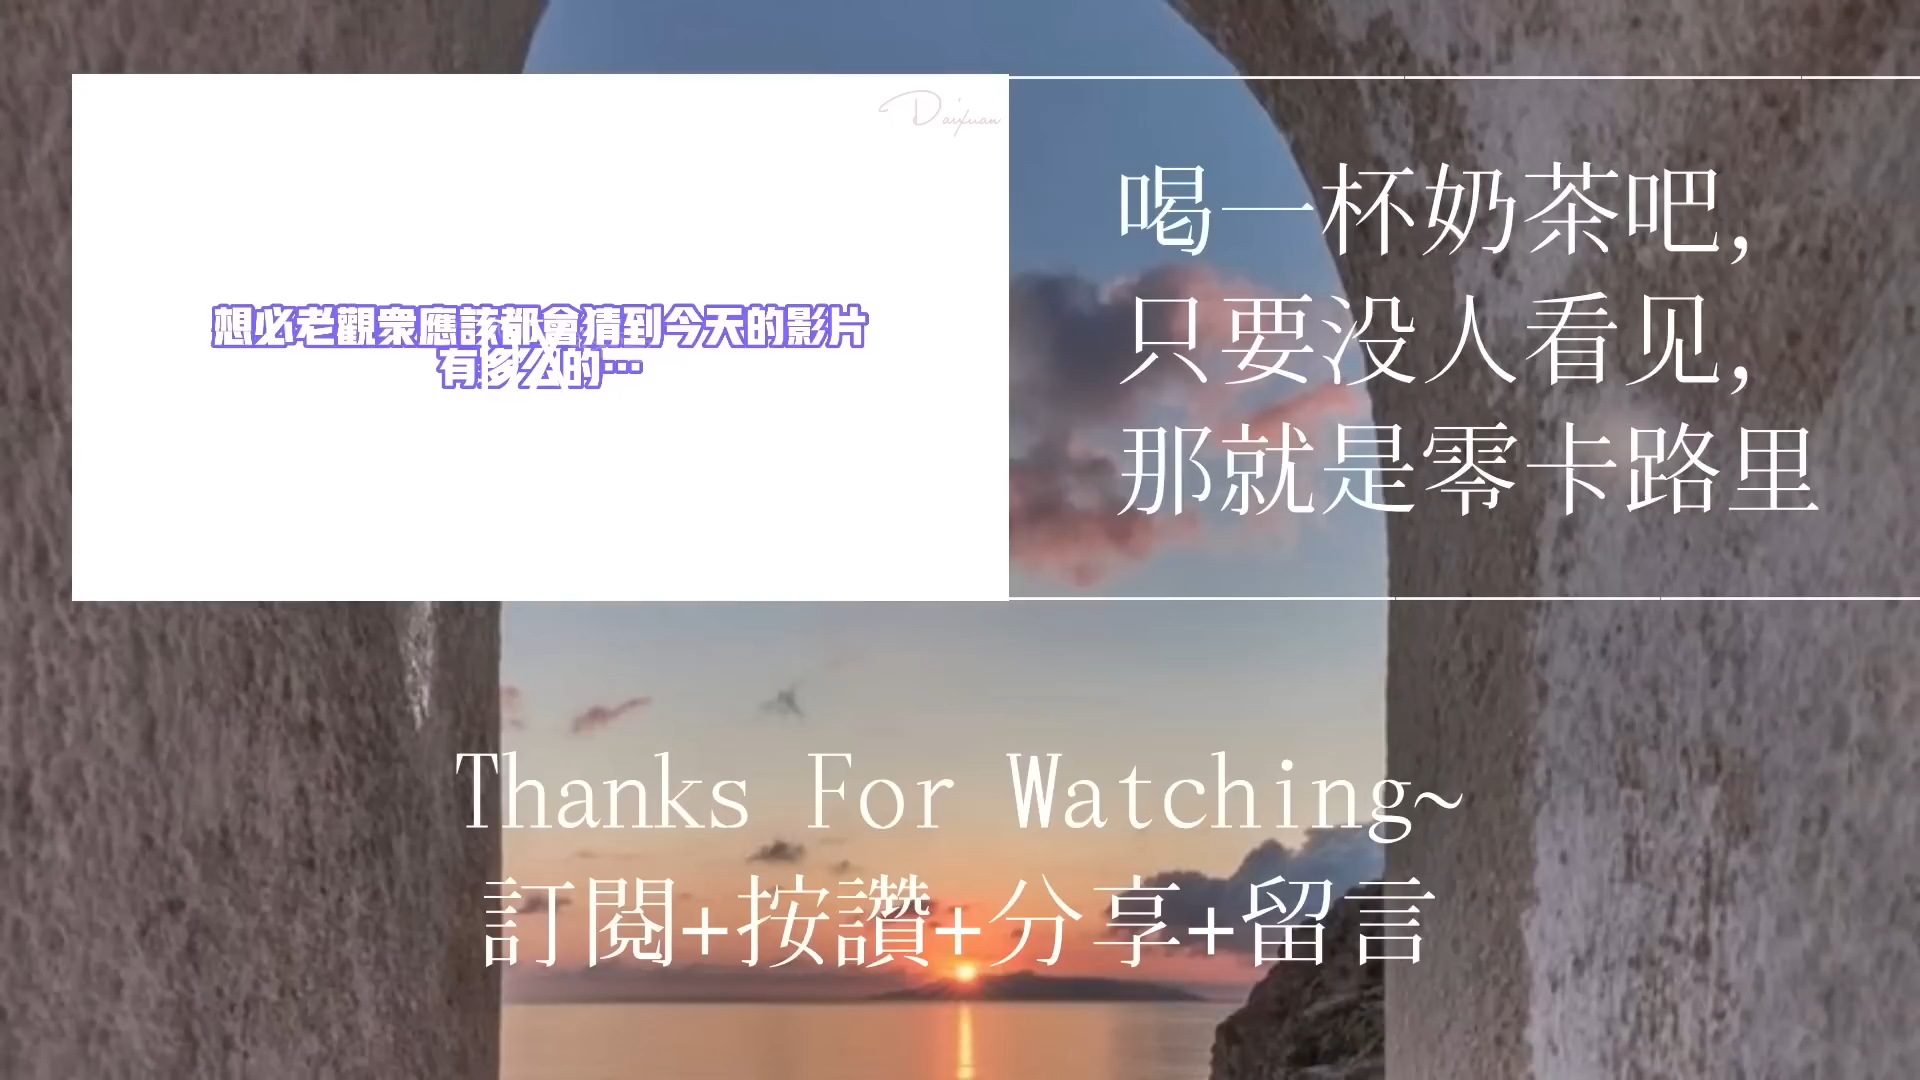 Daixuan
想必老觀衆應該都會猜到今天的影片
有多么的…
喝一杯奶茶吧,
只要没人看见,
那就是零卡路里
Thanks For Watching~
訂閱+按讚+分享+留言